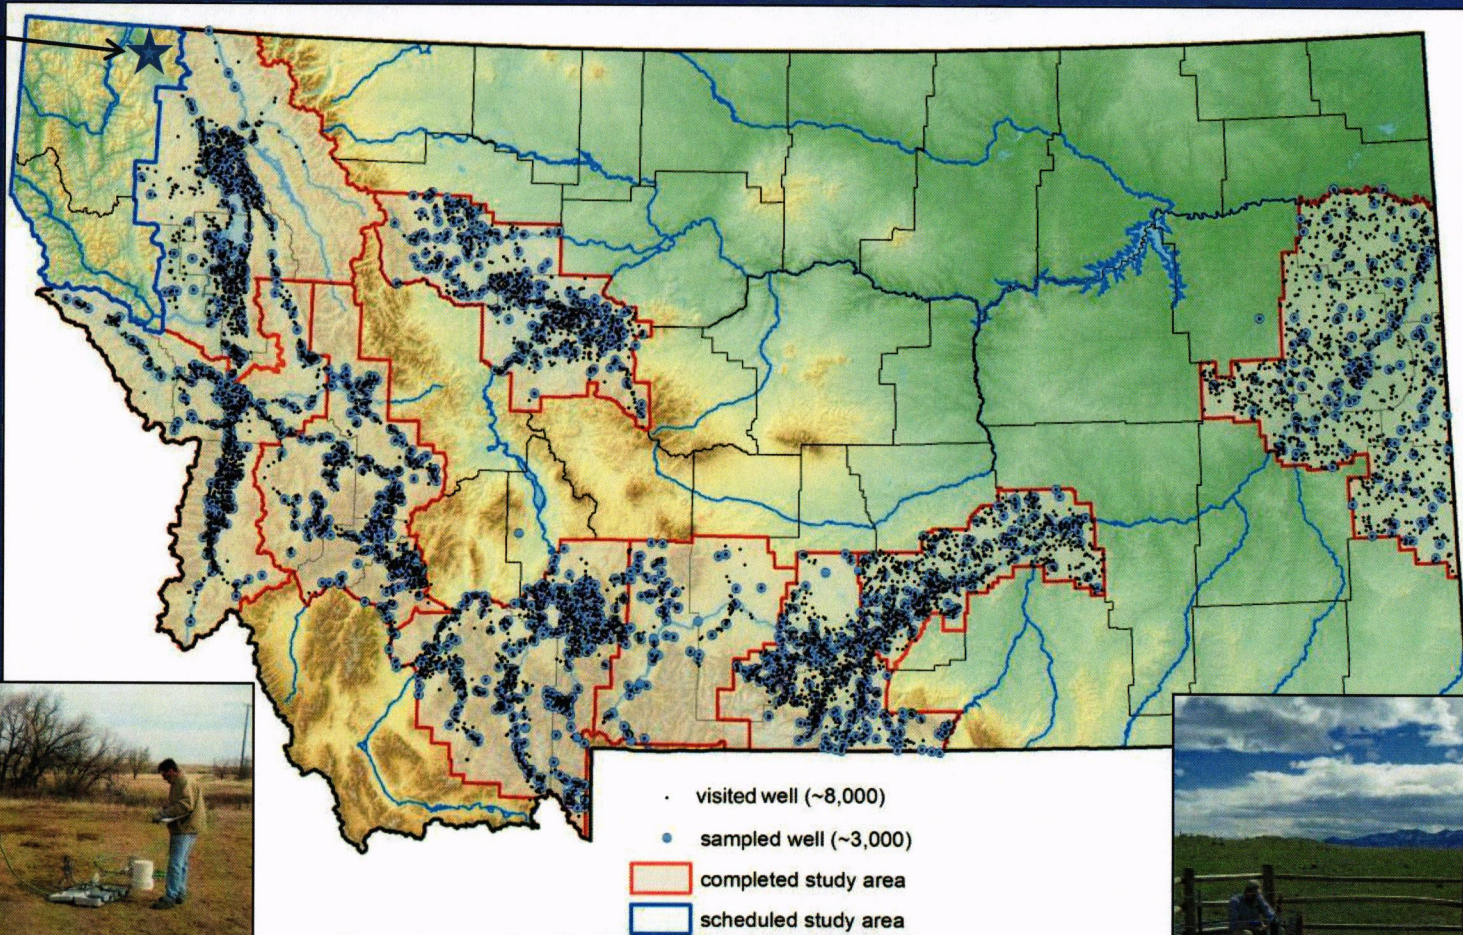 visited well (~8,000)
sampled well (~3,000)
completed study area
scheduled study area